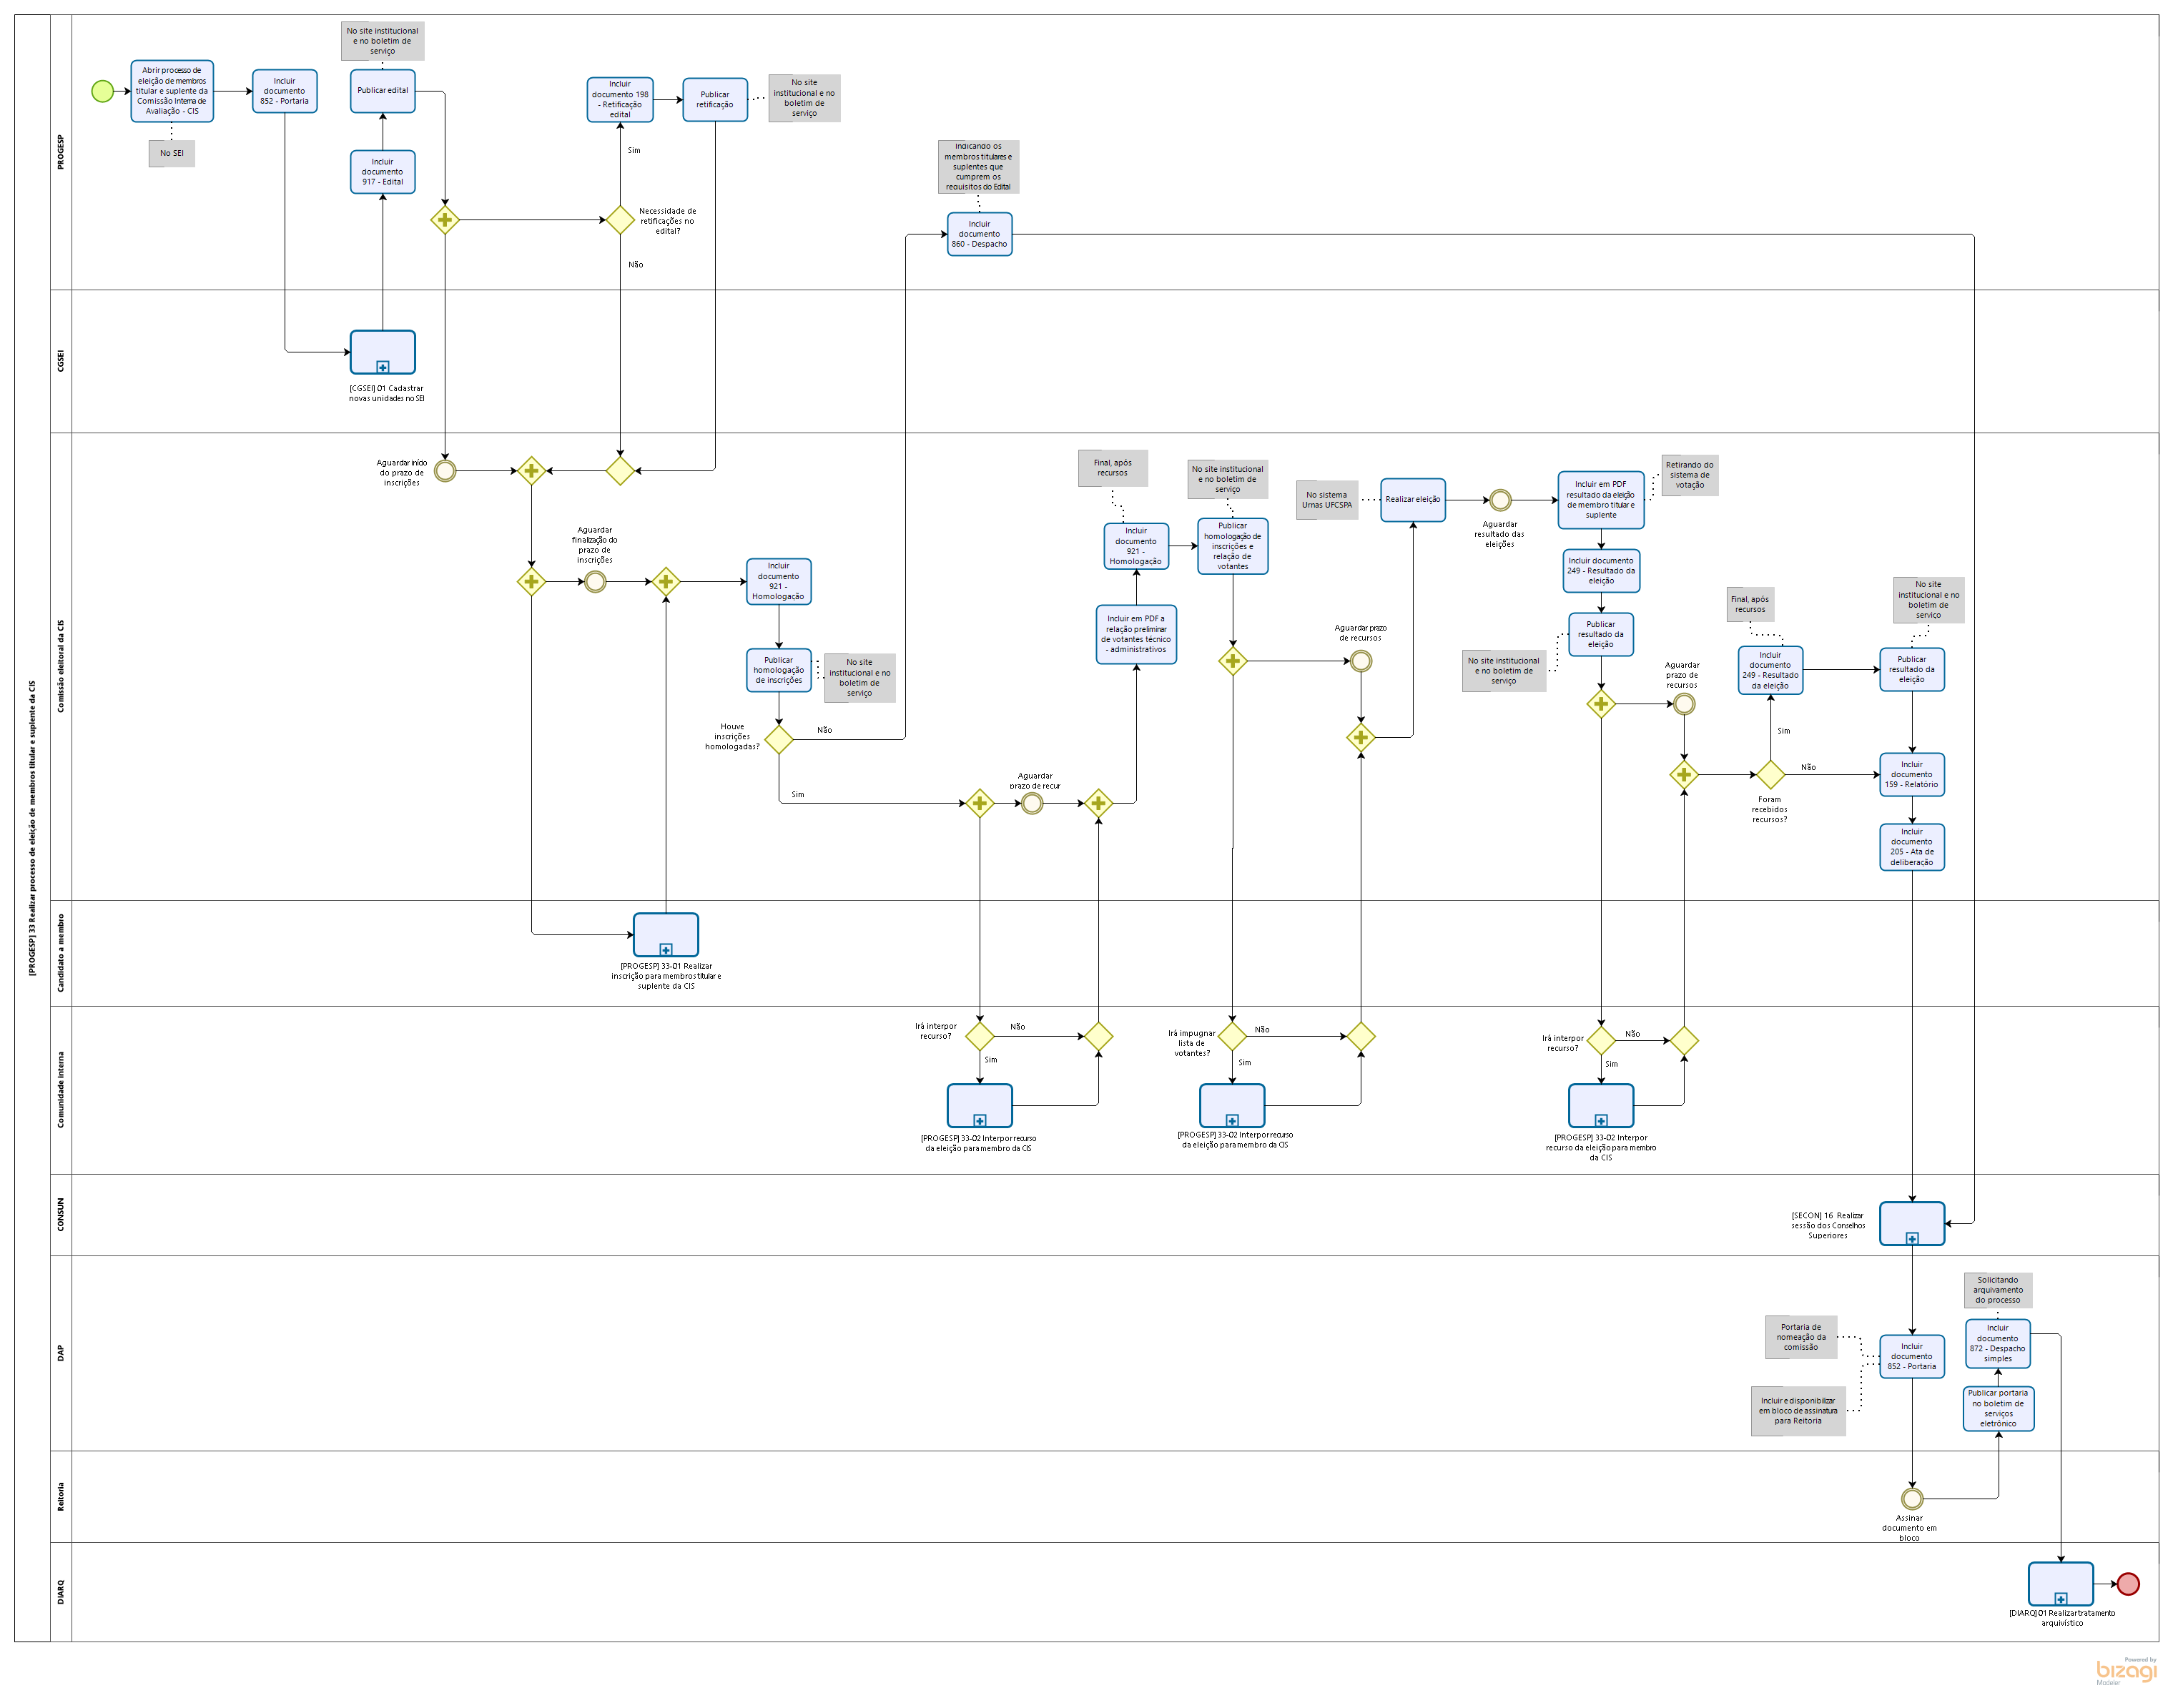 [PROGESP] 33 Realizar processo de eleição de membros titular e suplente da CIS
PROGESP
No site institucional
e no boletim de
serviço
Abrir processo de
eleição de membros
titular e suplente da
Comissão Interna de
Avaliação - CIS
No SEI
Incluir
documento
852 - Portaria
Publicar edital
Incluir
documento
917 - Edital
Incluir
documento 198
- Retificação
edital
Publicar
retificação
No site
institucional e no
boletim de
serviço
Sim
Necessidade de
retificações no
edital?
Não
Indicando os
membros titulares e
suplentes que
cumprem os
requisitos do Edital
Incluir
documento
860 - Despacho
CGSEI
[CGSEI] 01 Cadastrar
novas unidades no SEI
Comissão eleitoral da CIS
Aguardar início
do prazo de
inscrições
Aguardar
finalização do
prazo de
inscrições
Incluir
documento
921 -
Homologação
Publicar
homologação
de inscrições
No site
institucional e no
boletim de
serviço
Houve
inscrições
homologadas?
Não
Sim
Aguardar
prazo de recur
Final, após
recursos
Incluir
documento
921 -
Homologação
Incluir em PDF a
relação preliminar
de votantes técnico
- administrativos
No site institucional
e no boletim de
serviço
Publicar
homologação de
inscrições e
relação de
votantes
Aguardar prazo
de recursos
No sistema
Urnas UFCSPA
Realizar eleição
Aguardar
resultado das
eleições
Incluir em PDF
resultado da eleição
de membro titular e
suplente
Retirando do
sistema de
votação
Incluir documento
249 - Resultado da
eleição
Publicar
resultado da
eleição
No site institucional
e no boletim de
serviço
Aguardar
prazo de
recursos
Final, após
recursos
Incluir
documento
249 - Resultado
da eleição
Sim
Não
Foram
recebidos
recursos?
No site
institucional e no
boletim de
serviço
Publicar
resultado da
eleição
Incluir
documento
159 - Relatório
Incluir
documento
205 - Ata de
deliberação
Candidato a membro
[PROGESP] 33-01 Realizar
inscrição para membros titular e
suplente da CIS
Comunidade interna
Irá interpor
recurso?
Não
Sim
[PROGESP] 33-02 Interpor recurso
da eleição para membro da CIS
Irá impugnar
lista de
votantes?
Não
Sim
[PROGESP] 33-02 Interpor recurso
da eleição para membro da CIS
Irá interpor
recurso?
Não
Sim
[PROGESP] 33-02 Interpor
recurso da eleição para membro
da CIS
CONSUN
[SECON] 16 Realizar
sessão dos Conselhos
Superiores
DAP
Portaria de
nomeação da
comissão
Incluir e disponibilizar
em bloco de assinatura
para Reitoria
Incluir
documento
852 - Portaria
Solicitando
arquivamento
do processo
Incluir
documento
872 - Despacho
simples
Publicar portaria
no boletim de
serviços
eletrônico
Reitoria
Assinar
documento em
bloco
DIARQ
[DIARQ] 01 Realizar tratamento
arquivístico
Powered by
bizagi
Modeler